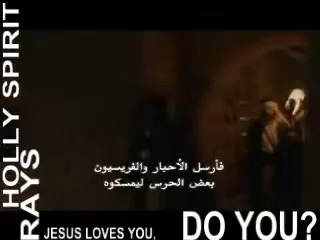 HOLLY SPIRIT
RAYS
فأرسل الأحبار والفريسيون
بعض الحرس ليمسكوه
JESUS LOVES YOU,
DO YOU?